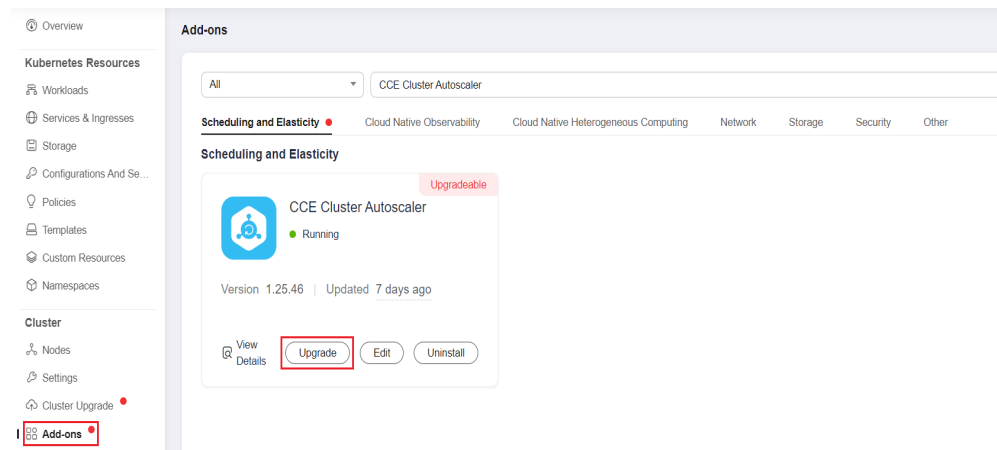 Overview
Kubernetes Resources
Workloads
Services & Ingresses
Storage
Configurations And Se...
Policies
Templates
Custom Resources
Namespaces
Cluster
Nodes
Settings
Cluster Upgrade
Add-ons
Add-ons
All
CCE Cluster Autoscaler
Scheduling and Elasticity
Cloud Native Observability
Cloud Native Heterogeneous Computing
Network
Storage
Security
Other
Scheduling and Elasticity
Upgradeable
CCE Cluster Autoscaler
Running
Version 1.25.46 | Updated 7 days ago
View
Details
Upgrade
Edit
Uninstall